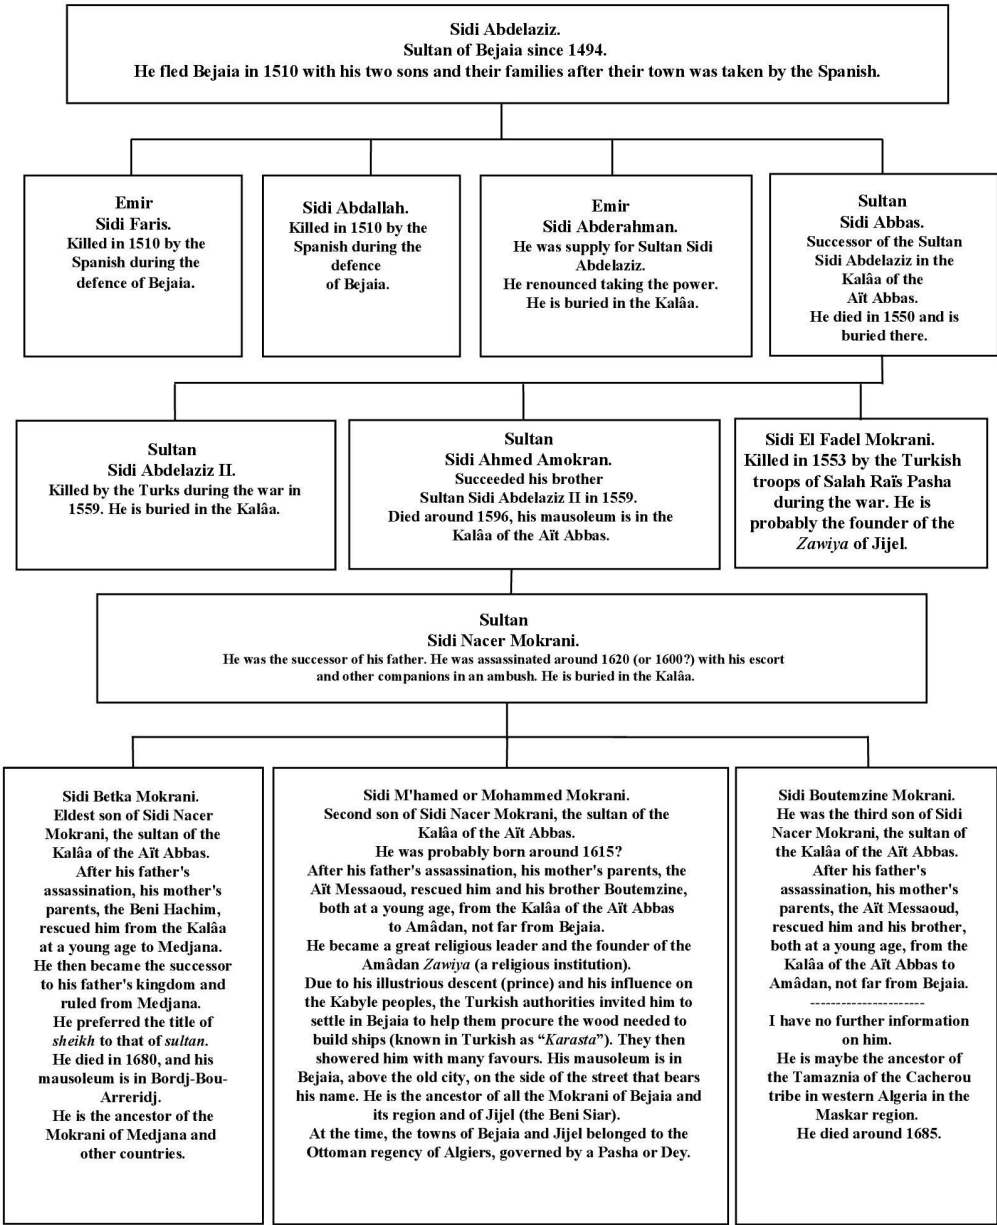 Sidi Abdelaziz.
Sultan of Bejaia since 1494.
He fled Bejaia in 1510 with his two sons and their families after their town was taken by the Spanish.
Emir
Sidi Faris.
Killed in 1510 by the
Spanish during the
defence of Bejaia.
Sidi Abdallah.
Killed in 1510 by the
Spanish during the
defence
of Bejaia.
Emir
Sidi Abderahman.
He was supply for Sultan Sidi
Abdelaziz.
He renounced taking the power.
He is buried in the Kalâa.
Sultan
Sidi Abbas.
Successor of the Sultan
Sidi Abdelaziz in the
Kalâa of the
Aït Abbas.
He died in 1550 and is
buried there.
Sultan
Sidi Abdelaziz II.
Killed by the Turks during the war in
1559. He is buried in the Kalâa.
Sultan
Sidi Ahmed Amokran.
Succeeded his brother
Sultan Sidi Abdelaziz II in 1559.
Died around 1596, his mausoleum is in the
Kalâa of the Aït Abbas.
Sidi El Fadel Mokrani.
Killed in 1553 by the Turkish
troops of Salah Raïs Pasha
during the war. He is
probably the founder of the
Zawiya of Jijel.
Sultan
Sidi Nacer Mokrani.
He was the successor of his father. He was assassinated around 1620 (or 1600?) with his escort
and other companions in an ambush. He is buried in the Kalâa.
Sidi Betka Mokrani.
Eldest son of Sidi Nacer
Mokrani, the sultan of the
Kalâa of the Aït Abbas.
After his father's
assassination, his mother's
parents, the Beni Hachim,
rescued him from the Kalâa
at a young age to Medjana.
He then became the successor
to his father's kingdom and
ruled from Medjana.
He preferred the title of
sheikh to that of sultan.
He died in 1680, and his
mausoleum is in Bordj-Bou-
Arreridj.
He is the ancestor of the
Mokrani of Medjana and
other countries.
Sidi M'hamed or Mohammed Mokrani.
Second son of Sidi Nacer Mokrani, the sultan of the
Kalâa of the Aït Abbas.
He was probably born around 1615?
After his father's assassination, his mother's parents, the
Aït Messaoud, rescued him and his brother Boutemzine,
both at a young age, from the Kalâa of the Aït Abbas
to Amâdan, not far from Bejaia.
He became a great religious leader and the founder of the
Amâdan Zawiya (a religious institution).
Due to his illustrious descent (prince) and his influence on
the Kabyle peoples, the Turkish authorities invited him to
settle in Bejaia to help them procure the wood needed to
build ships (known in Turkish as “Karasta”). They then
showered him with many favours. His mausoleum is in
Bejaia, above the old city, on the side of the street that bears
his name. He is the ancestor of all the Mokrani of Bejaia and
its region and of Jijel (the Beni Siar).
At the time, the towns of Bejaia and Jijel belonged to the
Ottoman regency of Algiers, governed by a Pasha or Dey.
Sidi Boutemzine Mokrani.
He was the third son of Sidi
Nacer Mokrani, the sultan of
the Kalâa of the Aït Abbas.
After his father's
assassination, his mother's
parents, the Aït Messaoud,
rescued him and his brother,
both at a young age, from the
Kalâa of the Aït Abbas to
Amâdan, not far from Bejaia.
----------------------
I have no further information
on him.
He is maybe the ancestor of
the Tamaznia of the Cacherou
tribe in western Algeria in the
Maskar region.
He died around 1685.